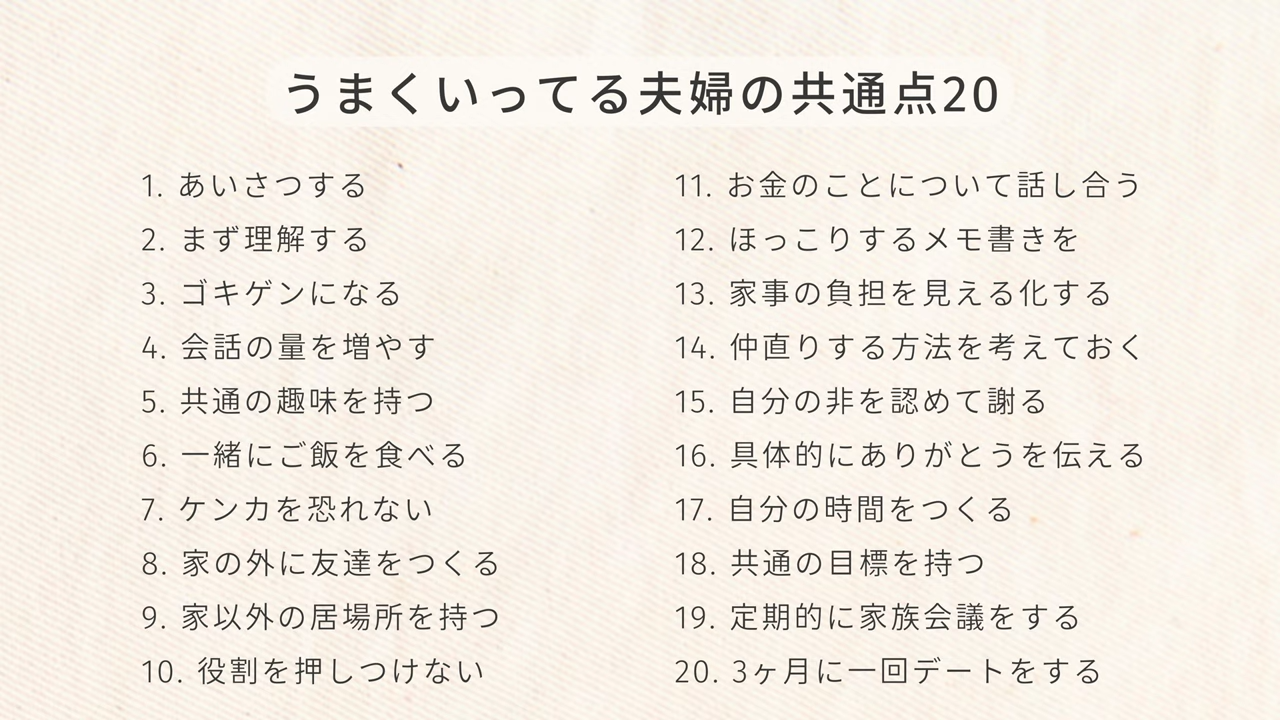 うまくいってる夫婦の共通点20
1. あいさつする
2. まず理解する
3. ゴキゲンになる
4. 会話の量を増やす
5. 共通の趣味を持つ
6. 一緒にご飯を食べる
7. ケンカを恐れない
8. 家の外に友達をつくる
9. 家以外の居場所を持つ
10. 役割を押しつけない
11. お金のことについて話し合う
12. ほっこりするメモ書きを
13. 家事の負担を見える化する
14. 仲直りする方法を考えておく
15. 自分の非を認めて謝る
16. 具体的にありがとうを伝える
17. 自分の時間をつくる
18. 共通の目標を持つ
19. 定期的に家族会議をする
20. 3ヶ月に一回デートをする